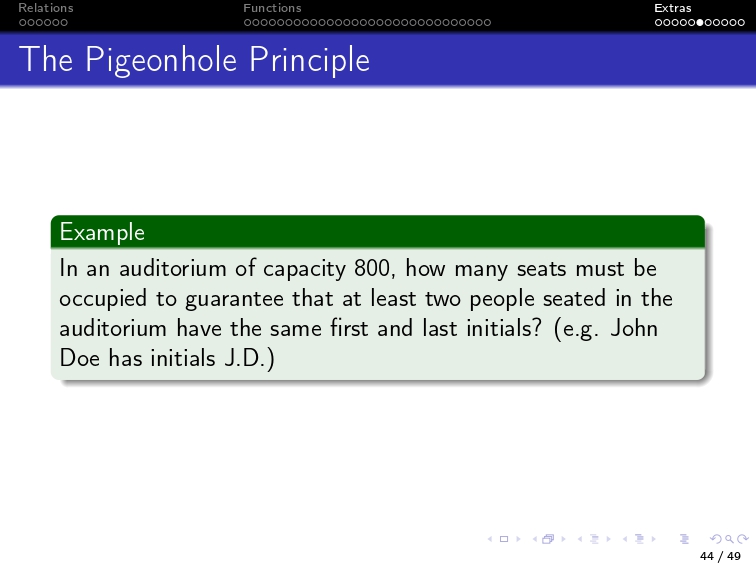 Relations
Functions
Extras
The Pigeonhole Principle
Example
In an auditorium of capacity 800, how many seats must be
occupied to guarantee that at least two people seated in the
auditorium have the same first and last initials? (e.g. John
Doe has initials J.D.)
44 / 49